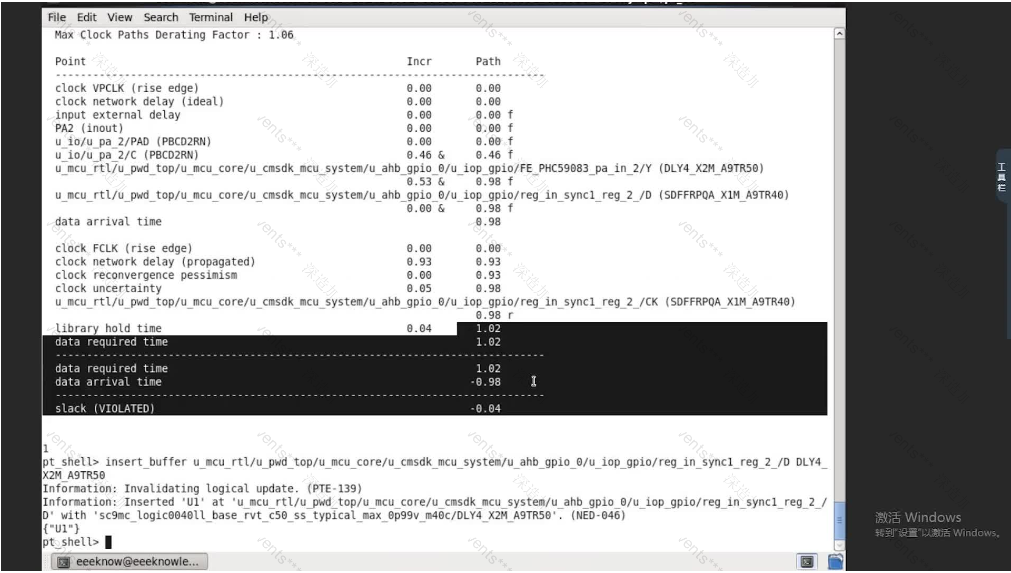 File Edit View Search Terminal Help
Max Clock Paths Derating Factor : 1.06
Point Incr Path
clock VPCLK (rise edge) 0.00 0.00
clock network delay (ideal) 0.00 0.00
input external delay 0.00 0.00 f
PA2 (inout) 0.00 0.00 f
u_io/u_pa_2/PAD (PBCD2RN) 0.00 0.00 f
u_io/u_pa_2/C (PBCD2RN) 0.46 & 0.46 f
u_mcu_rtl/u_pwd_top/u_mcu_core/u_cmsdk_mcu_system/u_ahb_gpio_0/u_iop_gpio/FE_PHC59083_pa_in_2/Y (DLY4_X2M_A9TR50)
0.53 & 0.98 f
u_mcu_rtl/u_pwd_top/u_mcu_core/u_cmsdk_mcu_system/u_ahb_gpio_0/u_iop_gpio/reg_in_sync1_reg_2_/D (SDFFRPQA_X1M_A9TR40)
0.00 & 0.98 f
data arrival time 0.98
clock FCLK (rise edge) 0.00 0.00
clock network delay (propagated) 0.93 0.93
clock reconvergence pessimism 0.00 0.93
clock uncertainty 0.05 0.98
u_mcu_rtl/u_pwd_top/u_mcu_core/u_cmsdk_mcu_system/u_ahb_gpio_0/u_iop_gpio/reg_in_sync1_reg_2_/CK (SDFFRPQA_X1M_A9TR40)
0.98 r
library hold time 0.04 1.02
data required time 1.02
data required time 1.02
data arrival time -0.98
slack (VIOLATED) -0.04
1
pt_shell> insert_buffer u_mcu_rtl/u_pwd_top/u_mcu_core/u_cmsdk_mcu_system/u_ahb_gpio_0/u_iop_gpio/reg_in_sync1_reg_2_/D DLY4_
X2M_A9TR50
Information: Invalidating logical update. (PTE-139)
Information: Inserted 'U1' at 'u_mcu_rtl/u_pwd_top/u_mcu_core/u_cmsdk_mcu_system/u_ahb_gpio_0/u_iop_gpio/reg_in_sync1_reg_2_/
D' with 'sc9mc_logic0040ll_base_rvt_c50_ss_typical_max_0p99v_m40c/DLY4_X2M_A9TR50'. (NED-046)
{"U1"}
pt_shell>
eeeknow@eeeknowle...
工具栏
激活 Windows
转到"设置"以激活 Windows。